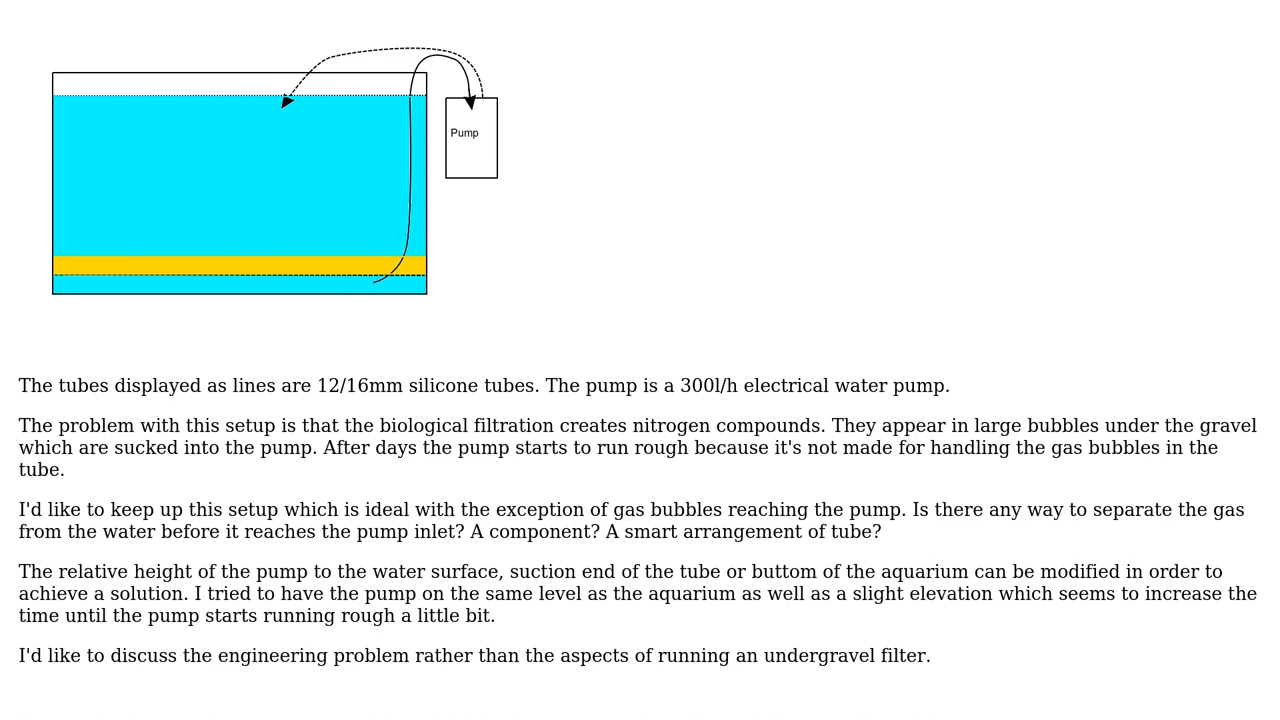 Pump
The tubes displayed as lines are 12/16mm silicone tubes. The pump is a 300l/h electrical water pump.
The problem with this setup is that the biological filtration creates nitrogen compounds. They appear in large bubbles under the gravel
which are sucked into the pump. After days the pump starts to run rough because it's not made for handling the gas bubbles in the
tube.
I'd like to keep up this setup which is ideal with the exception of gas bubbles reaching the pump. Is there any way to separate the gas
from the water before it reaches the pump inlet? A component? A smart arrangement of tube?
The relative height of the pump to the water surface, suction end of the tube or buttom of the aquarium can be modified in order to
achieve a solution. I tried to have the pump on the same level as the aquarium as well as a slight elevation which seems to increase the
time until the pump starts running rough a little bit.
I'd like to discuss the engineering problem rather than the aspects of running an undergravel filter.